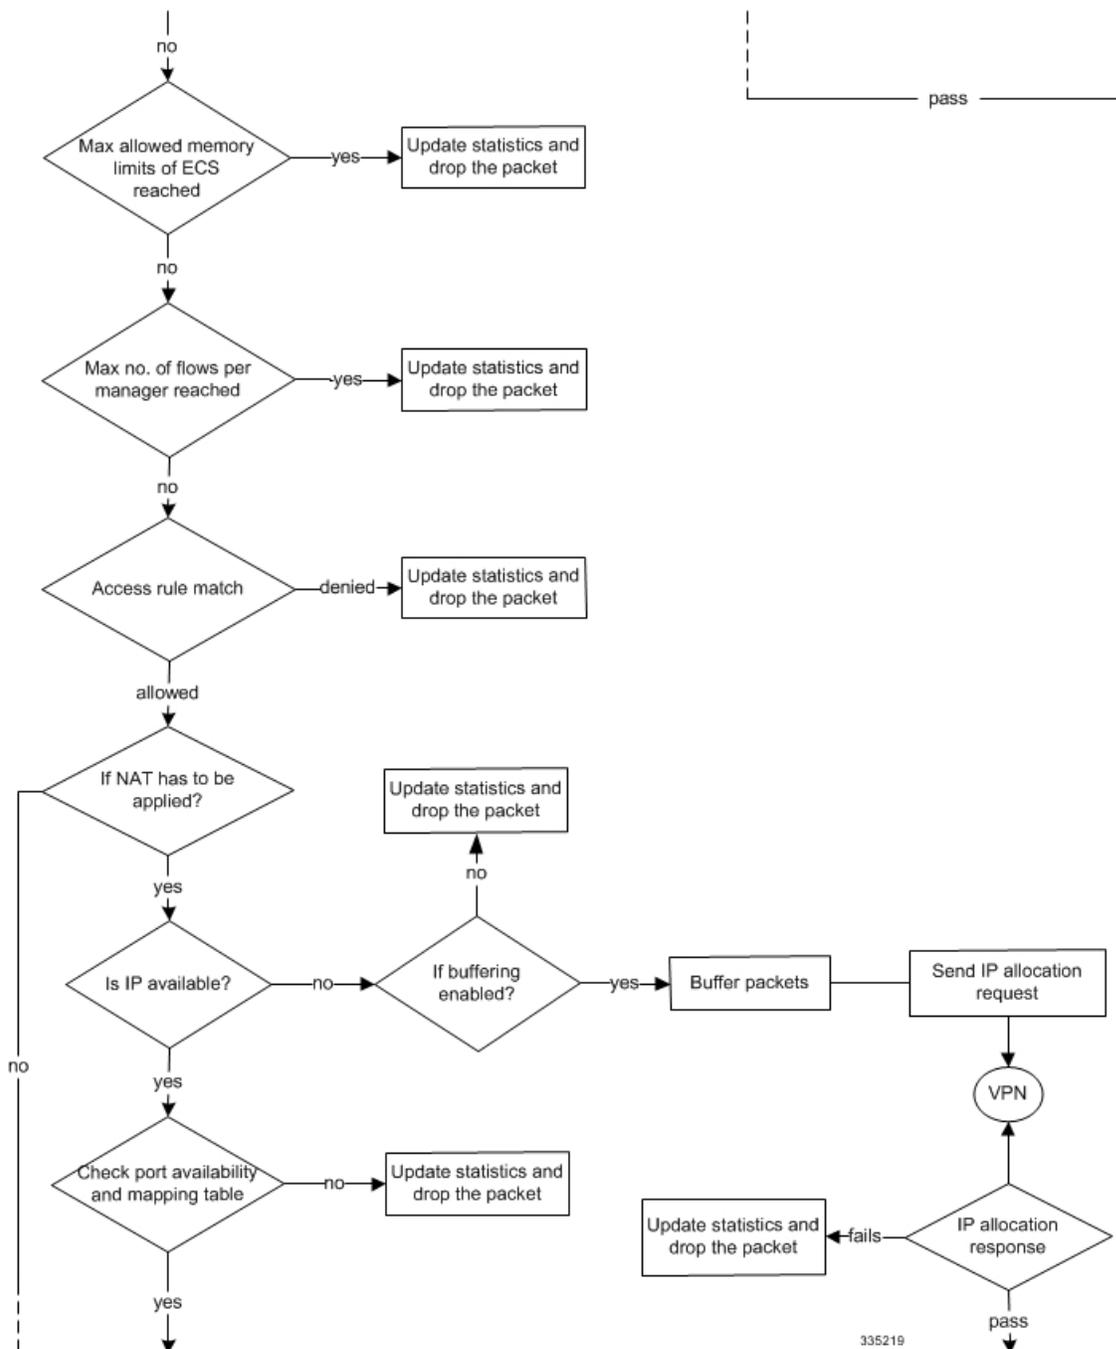 no
pass
Max allowed memory
limits of ECS
reached
yes
Update statistics and
drop the packet
no
Max no. of flows per
manager reached
yes
Update statistics and
drop the packet
no
Access rule match
denied
Update statistics and
drop the packet
allowed
If NAT has to be
applied?
Update statistics and
drop the packet
no
yes
Is IP available?
no
If buffering
enabled?
yes
Buffer packets
Send IP allocation
request
no
yes
VPN
Check port availability
and mapping table
no
Update statistics and
drop the packet
Update statistics and
drop the packet
fails
IP allocation
response
yes
pass
335219